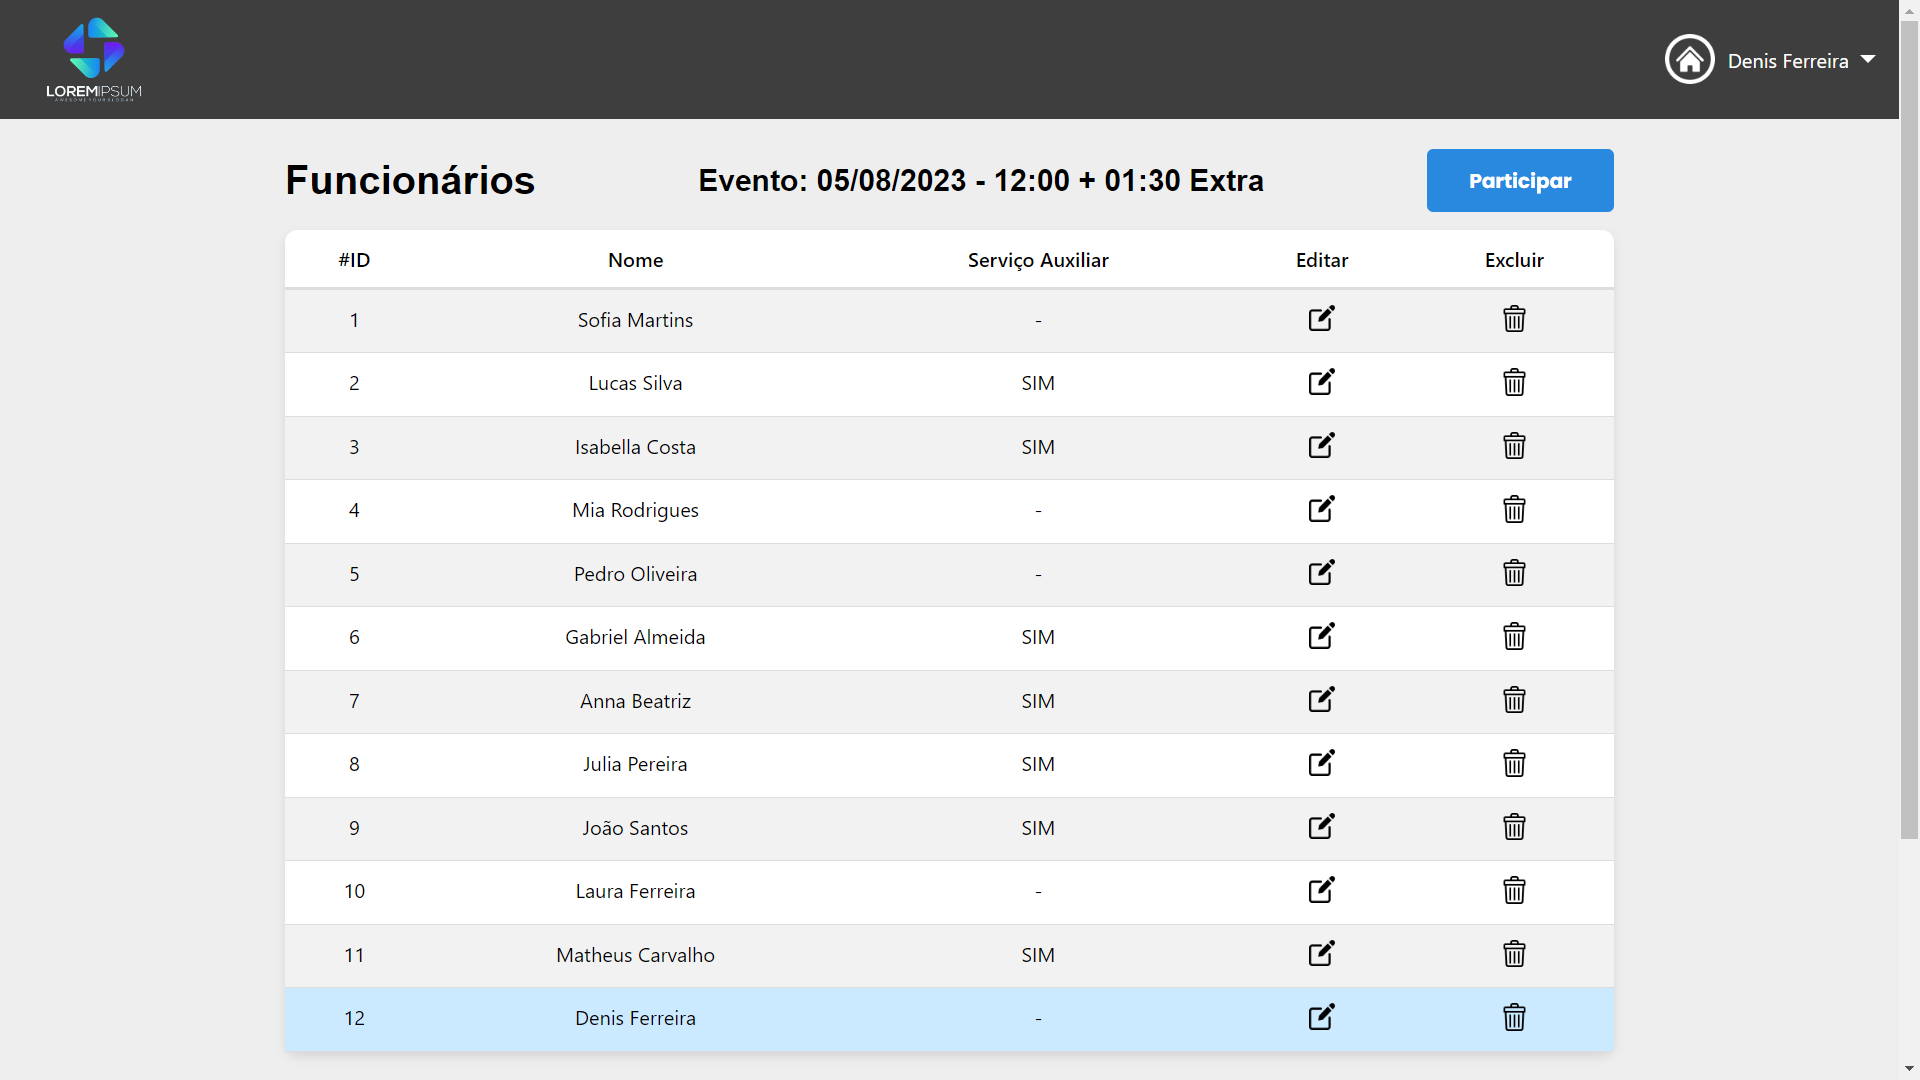 LOREMIPSUM
AWESOME YOUR SLOGAN
Denis Ferreira
Funcionários
Evento: 05/08/2023 - 12:00 + 01:30 Extra
Participar
#ID Nome Serviço Auxiliar Editar Excluir
1 Sofia Martins -
2 Lucas Silva SIM
3 Isabella Costa SIM
4 Mia Rodrigues -
5 Pedro Oliveira -
6 Gabriel Almeida SIM
7 Anna Beatriz SIM
8 Julia Pereira SIM
9 João Santos SIM
10 Laura Ferreira -
11 Matheus Carvalho SIM
12 Denis Ferreira -